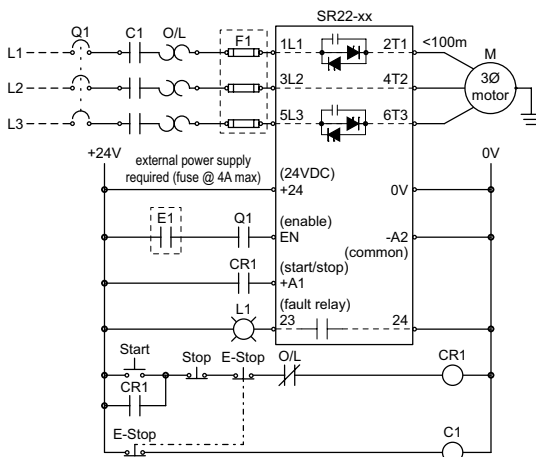 SR22-xx
Q1 C1 O/L F1
L1 1L1 2T1 <100m M
L2 3L2 4T2 3Ø
motor
L3 5L3 6T3
+24V 0V
external power supply
required (fuse @ 4A max)
(24VDC)
+24 0V
E1 Q1 (enable)
EN -A2
(common)
CR1 (start/stop)
+A1
L1 (fault relay)
23 24
Start Stop E-Stop O/L CR1
CR1
E-Stop C1